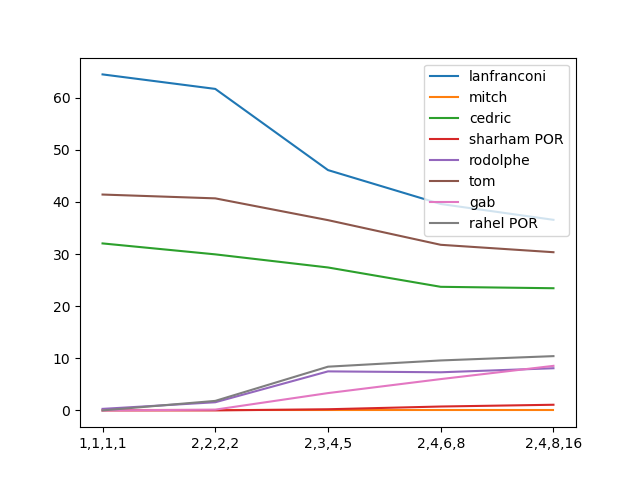 lanfranconi
mitch
cedric
sharham POR
rodolphe
tom
gab
rahel POR
60
50
40
30
20
10
0
1,1,1,1 2,2,2,2 2,3,4,5 2,4,6,8 2,4,8,16